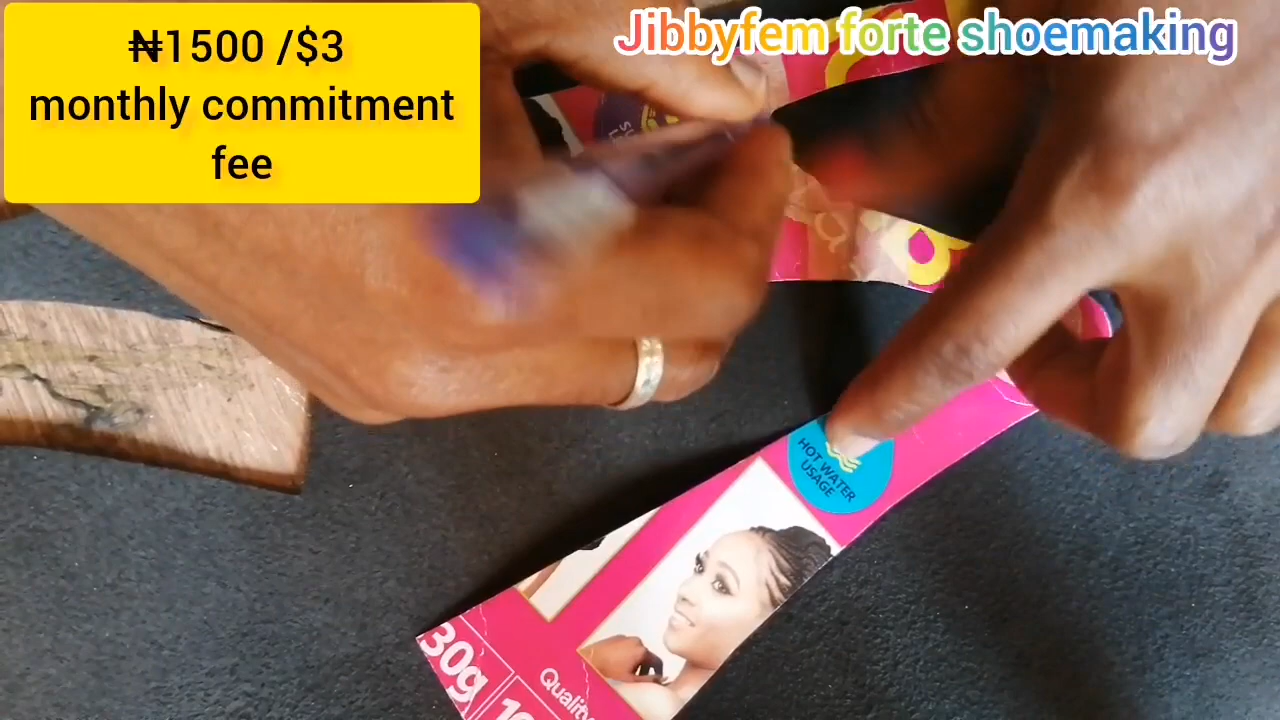 ₦1500 /$3
monthly commitment
fee
Jibbyfem forte shoemaking
HOT WATER
USAGE
30g
Quality